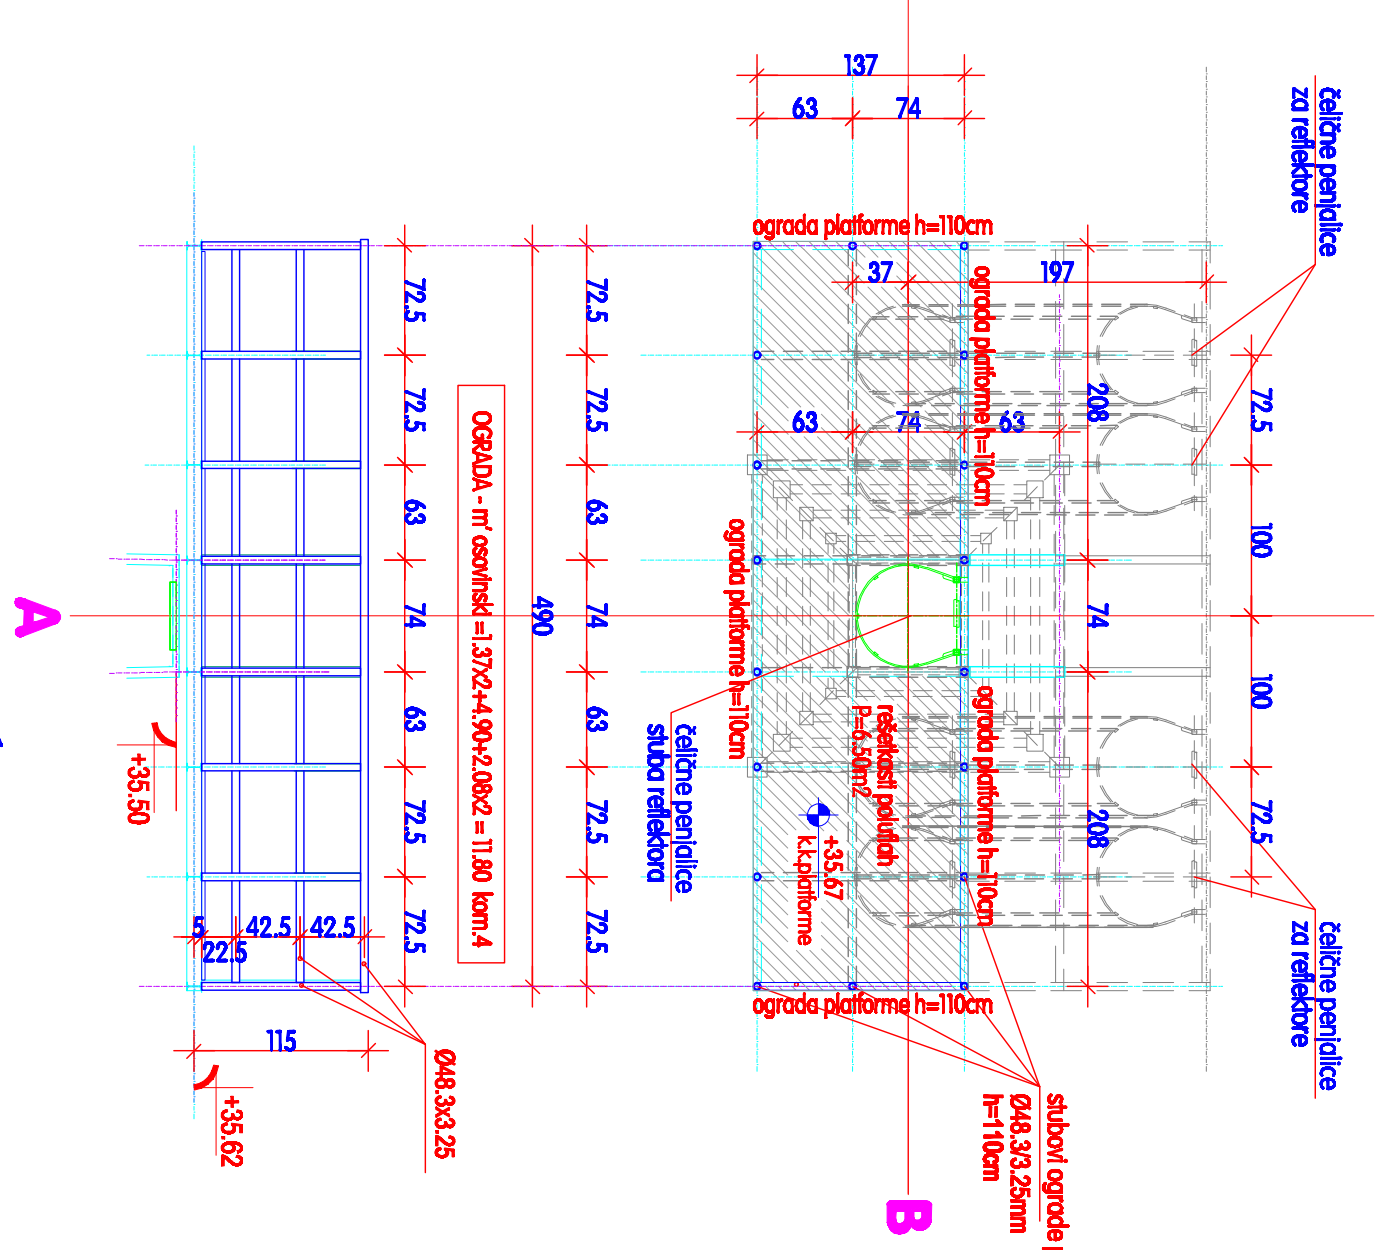 137
63
74
čelične penjalice
za reflektore
ograda platforme h=110cm
37
197
ograda platforme h=110cm
72.5
72.5
72.5
72.5
63
74
63
208
72.5
100
63
63
OGRADA - m' osovinski =1.37x2+4.90+2.08x2 = 11.80 kom.4
490
ograda platforme h=110cm
74
74
74
A
63
63
100
ograda platforme h=110cm
rešetkasti poluflah
P=6.50m2
čelične penjalice
stuba reflektora
+35.50
72.5
72.5
208
72.5
+35.67
k.k.platforme
5
22.5
42.5
42.5
72.5
72.5
čelične penjalice
za reflektore
ograda platforme h=110cm
115
Ø48.3x3.25
+35.62
stubovi ograde
Ø48.3/3.25mm
h=110cm
B